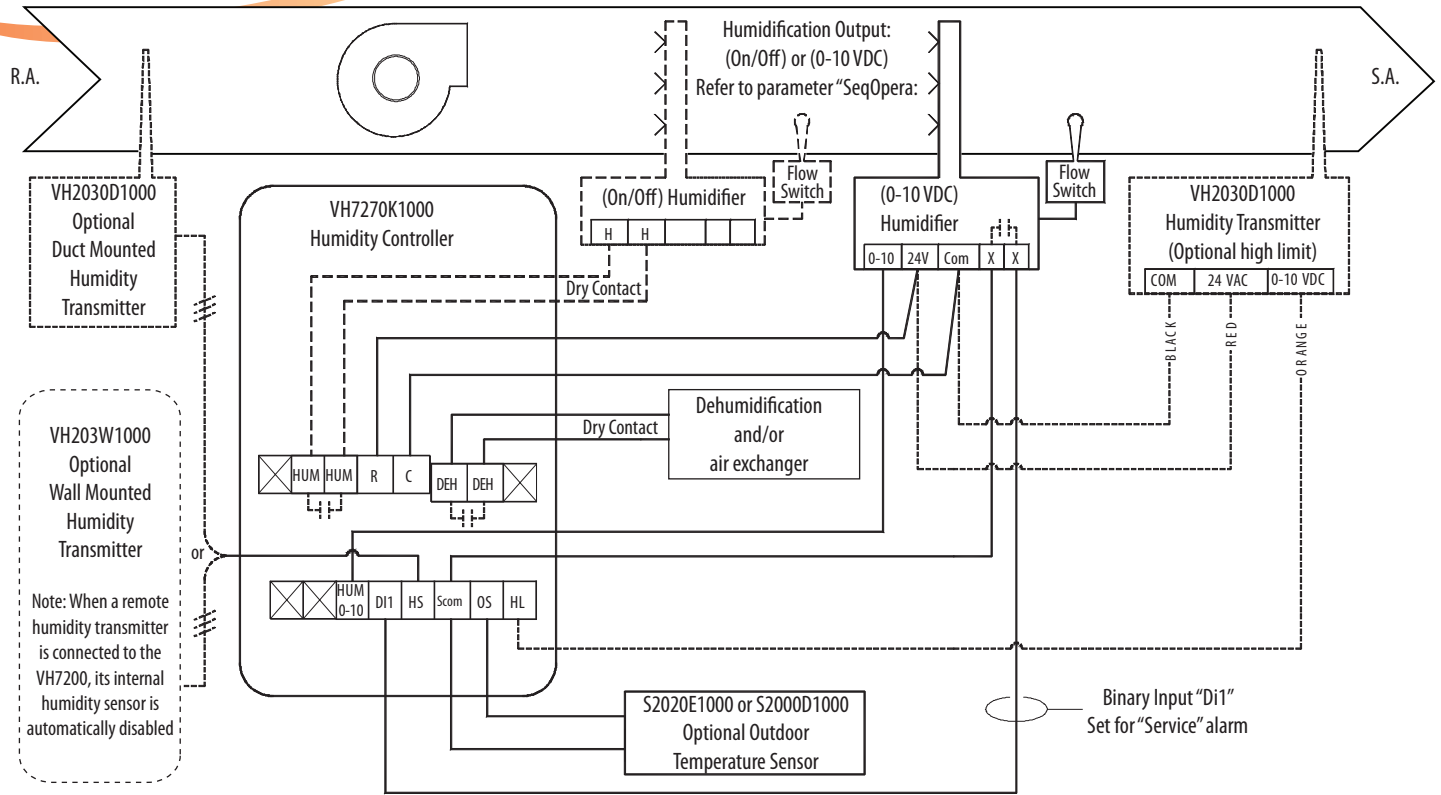 R.A.
Humidification Output:
(On/Off) or (0-10 VDC)
Refer to parameter “SeqOpera:
S.A.
VH2030D1000
Optional
Duct Mounted
Humidity
Transmitter
VH7270K1000
Humidity Controller
(On/Off) Humidifier
H H
Flow
Switch
(0-10 VDC)
Humidifier
0-10 24V Com X X
Flow
Switch
VH2030D1000
Humidity Transmitter
(Optional high limit)
COM 24 VAC 0-10 VDC
Dry Contact
BLACK
RED
ORANGE
VH203W1000
Optional
Wall Mounted
Humidity
Transmitter
or
Note: When a remote
humidity transmitter
is connected to the
VH7200, its internal
humidity sensor is
automatically disabled
Dry Contact
Dehumidification
and/or
air exchanger
HUM HUM R C DEH DEH
HUM
0-10 DI1 HS Scom OS HL
S2020E1000 or S2000D1000
Optional Outdoor
Temperature Sensor
Binary Input “Di1”
Set for “Service” alarm